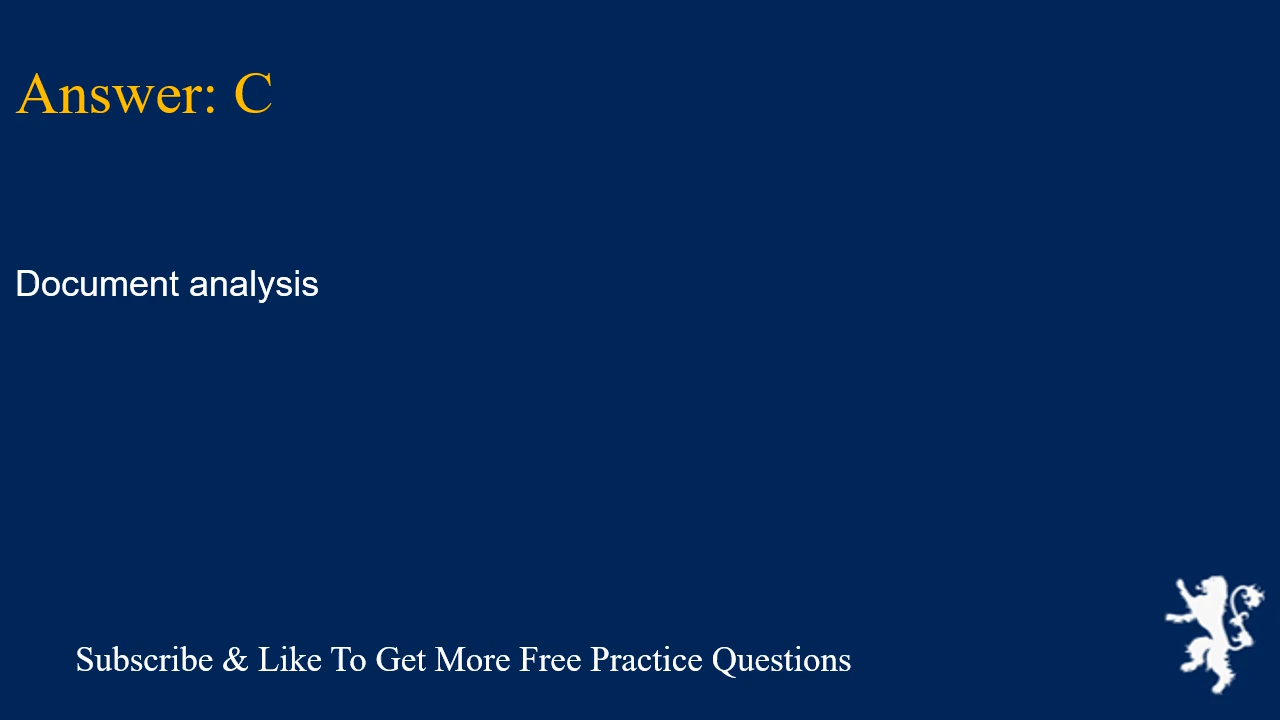 Answer: C
Document analysis
Subscribe & Like To Get More Free Practice Questions